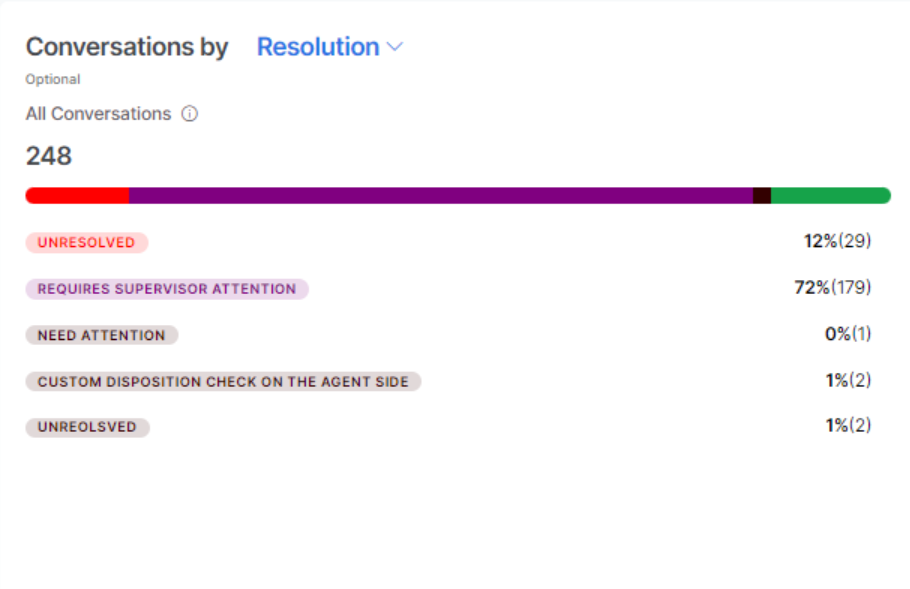 Conversations by Resolution
Optional
All Conversations
248
UNRESOLVED 12%(29)
REQUIRES SUPERVISOR ATTENTION 72%(179)
NEED ATTENTION 0%(1)
CUSTOM DISPOSITION CHECK ON THE AGENT SIDE 1%(2)
UNREOLSVED 1%(2)